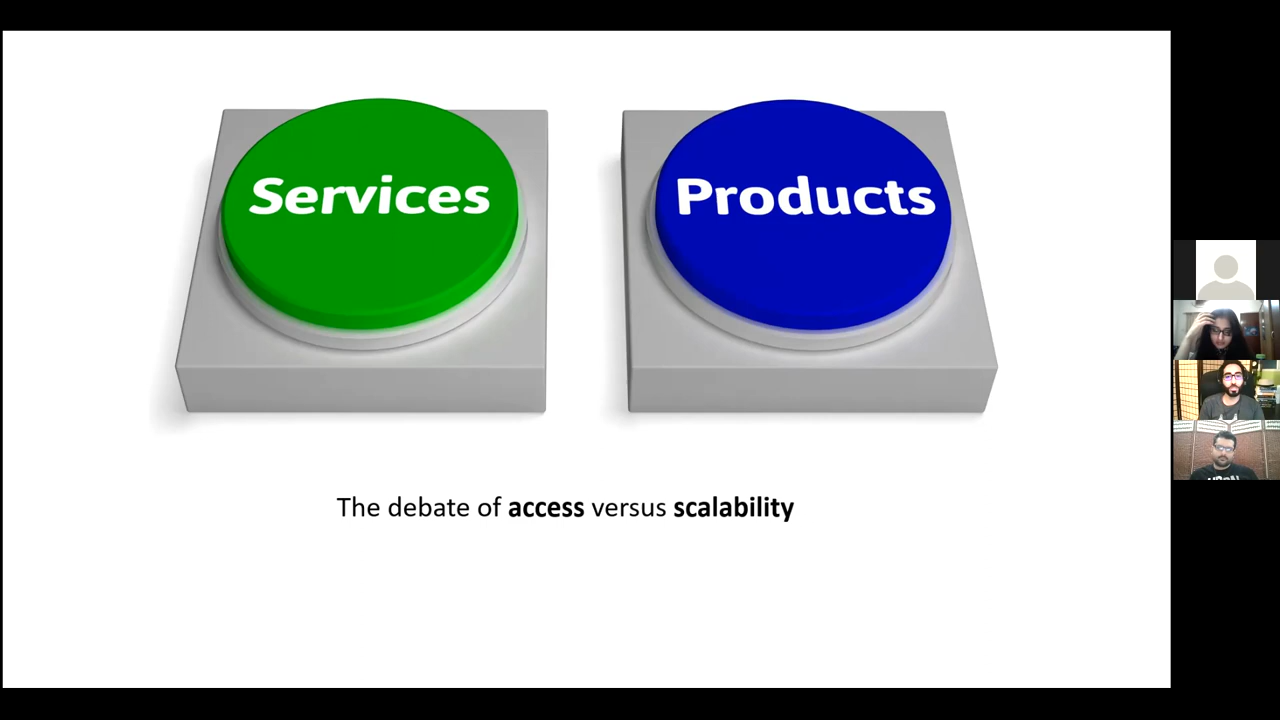 Services
Products
The debate of access versus scalability